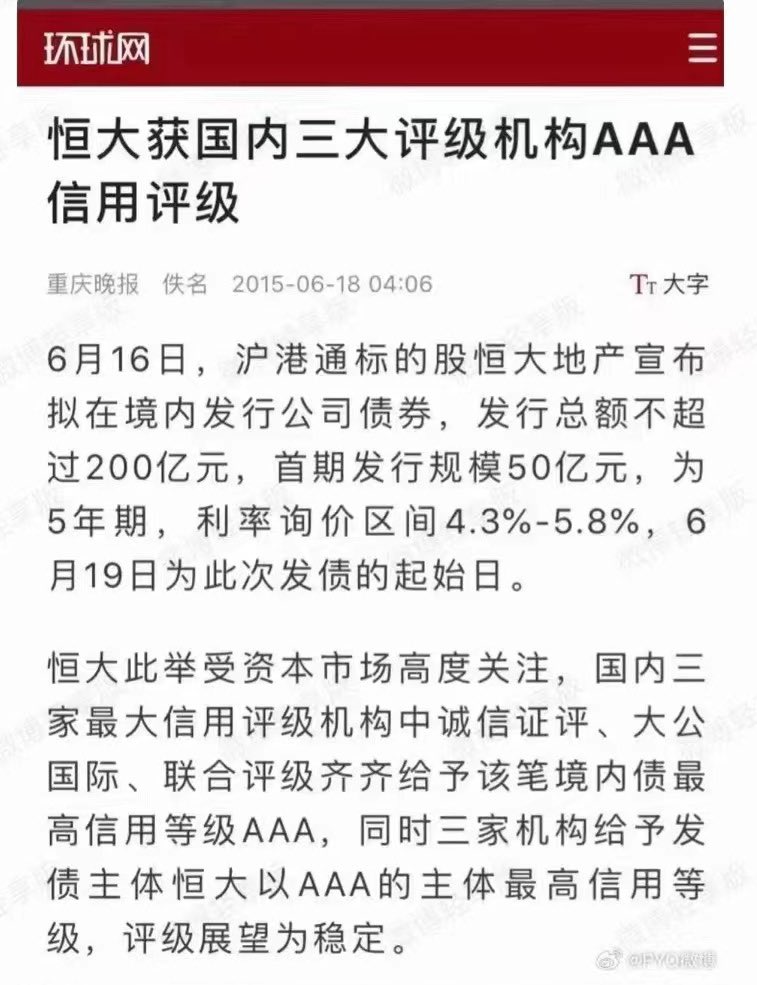 环球网
恒大获国内三大评级机构AAA
信用评级
重庆晚报 佚名 2015-06-18 04:06 TT大字
6月16日，沪港通标的股恒大地产宣布
拟在境内发行公司债券，发行总额不超
过200亿元，首期发行规模50亿元，为
5年期，利率询价区间4.3%-5.8%，6
月19日为此次发债的起始日。
恒大此举受资本市场高度关注，国内三
家最大信用评级机构中诚信证评、大公
国际、联合评级齐齐给予该笔境内债最
高信用等级AAA，同时三家机构给予发
债主体恒大以AAA的主体最高信用等
级，评级展望为稳定。
@PYQ微博